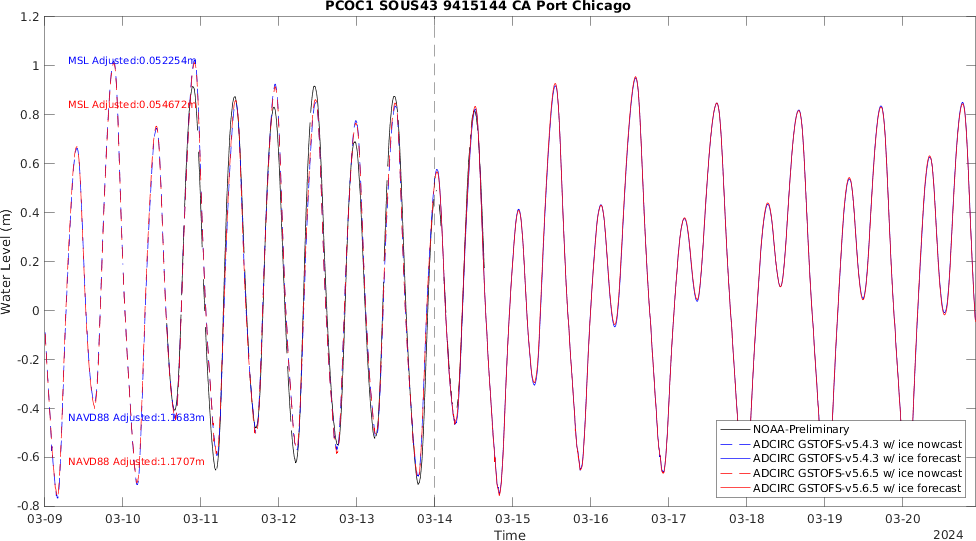 PCOC1 SOUS43 9415144 CA Port Chicago
1.2
1
0.8
0.6
0.4
0.2
0
-0.2
-0.4
-0.6
-0.8
Water Level (m)
MSL Adjusted:0.052254m
MSL Adjusted:0.054672m
NAVD88 Adjusted:1.1683m
NAVD88 Adjusted:1.1707m
NOAA-Preliminary
ADCIRC GSTOFS-v5.4.3 w/ ice nowcast
ADCIRC GSTOFS-v5.4.3 w/ ice forecast
ADCIRC GSTOFS-v5.6.5 w/ ice nowcast
ADCIRC GSTOFS-v5.6.5 w/ ice forecast
03-09 03-10 03-11 03-12 03-13 03-14 03-15 03-16 03-17 03-18 03-19 03-20
Time
2024